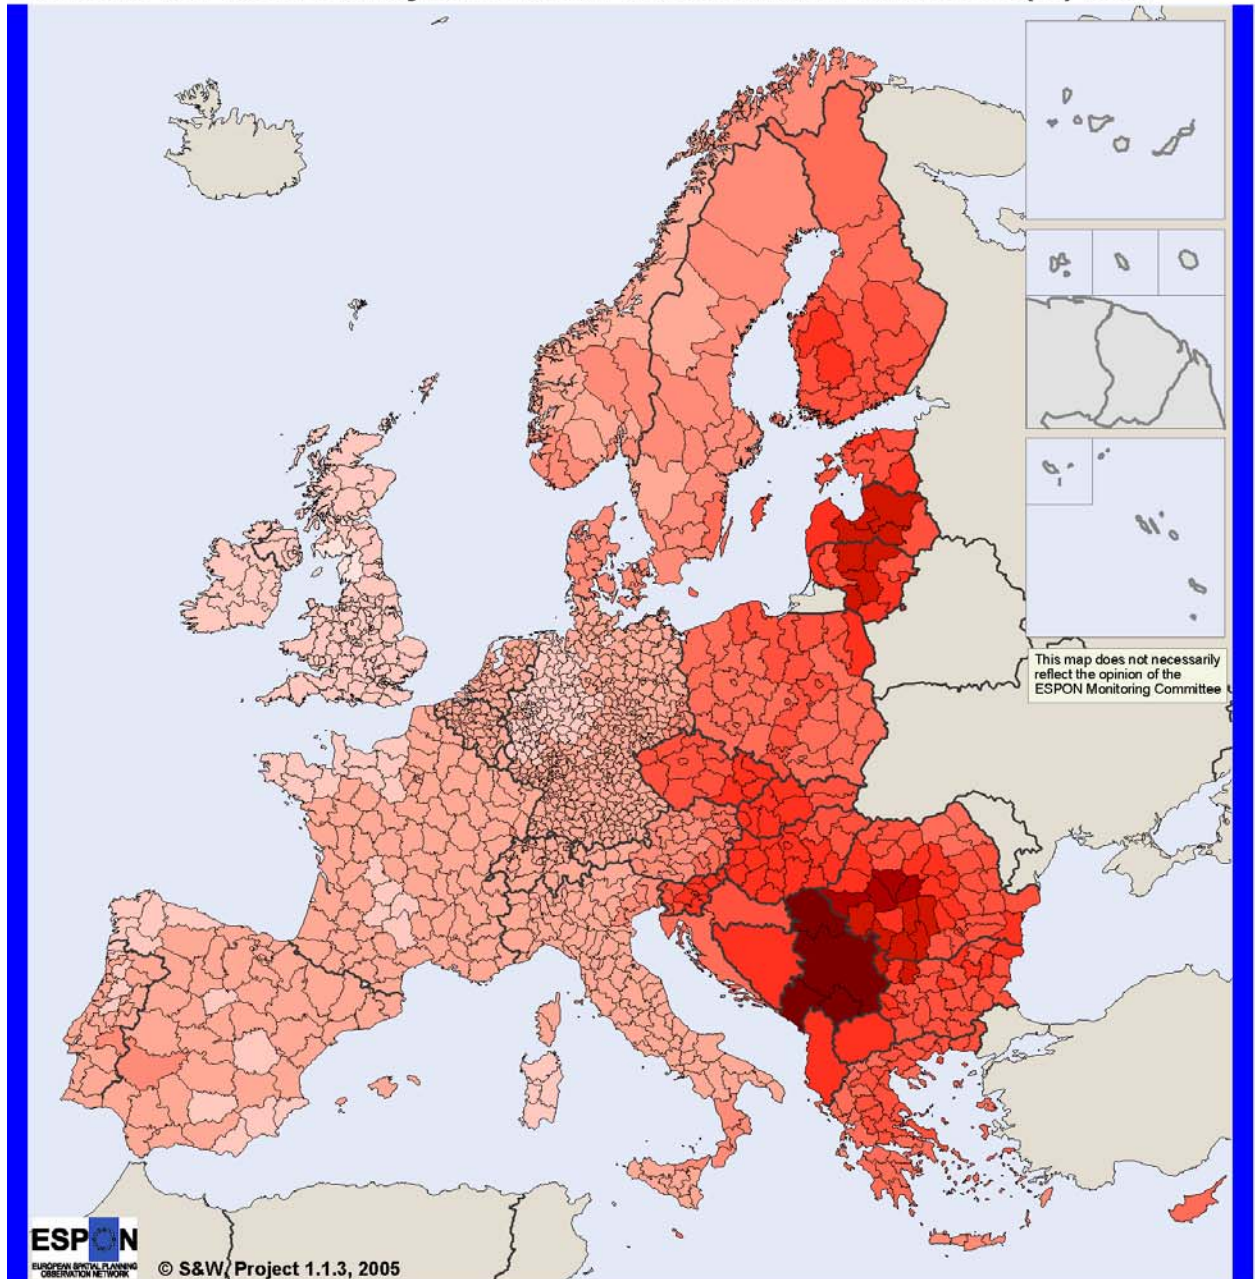 This map does not necessarily
reflect the opinion of the
ESPON Monitoring Committee
ESPON
EUROPEAN SPATIAL PLANNING
OBSERVATION NETWORK
© S&W, Project 1.1.3, 2005